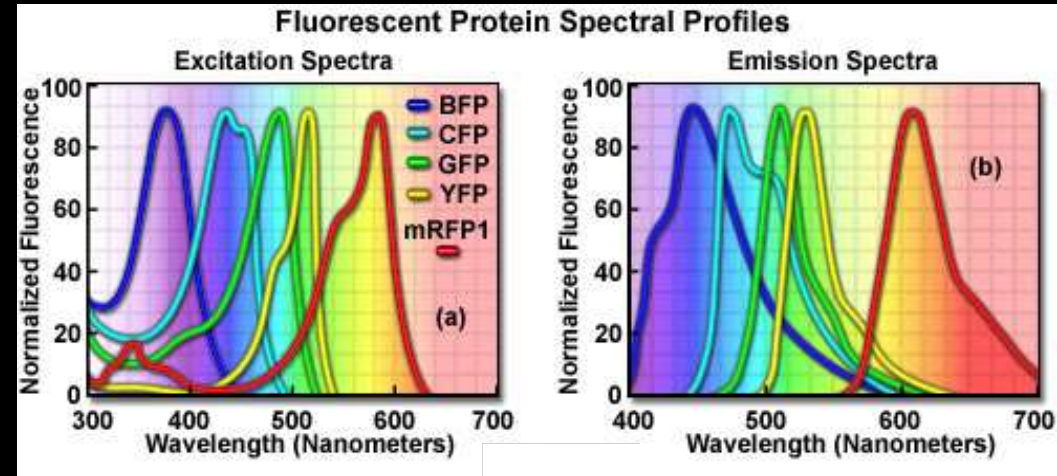 Fluorescent Protein Spectral Profiles
Excitation Spectra
Normalized Fluorescence
100
80
60
40
20
0
300 400 500 600 700
Wavelength (Nanometers)
BFP
CFP
GFP
YFP
mRFP1
(a)
Emission Spectra
Normalized Fluorescence
100
80
60
40
20
0
400 500 600 700
Wavelength (Nanometers)
(b)